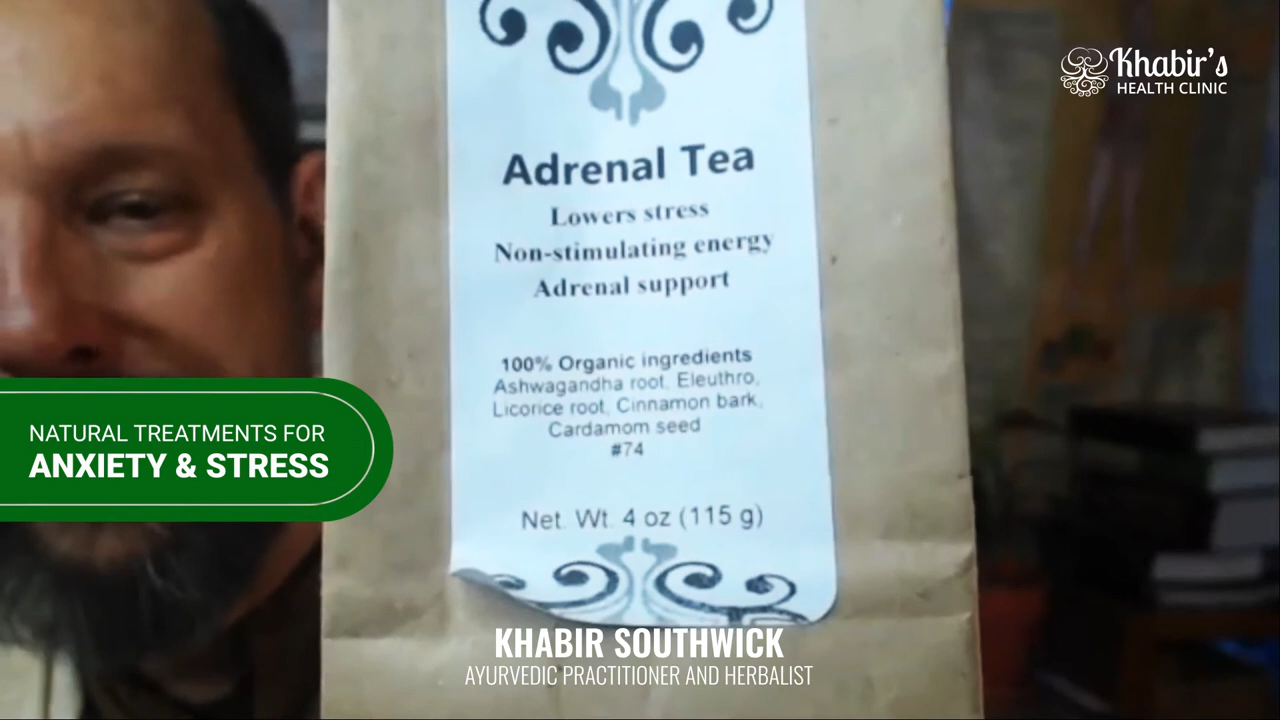 Khabir's
HEALTH CLINIC
Adrenal Tea
Lowers stress
Non-stimulating energy
Adrenal support
100% Organic ingredients
Ashwagandha root, Eleuthro,
Licorice root, Cinnamon bark,
Cardamom seed
#74
Net. Wt. 4 oz (115 g)
NATURAL TREATMENTS FOR
ANXIETY & STRESS
KHABIR SOUTHWICK
AYURVEDIC PRACTITIONER AND HERBALIST